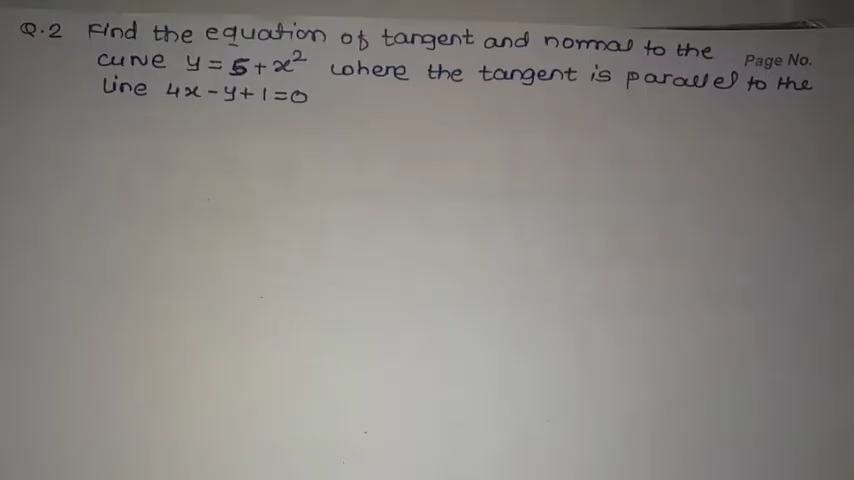 Q.2 Find the equation of tangent and normal to the
Page No.
curve y = 5 + x² where the tangent is parallel to the
line 4x - y + 1 = 0